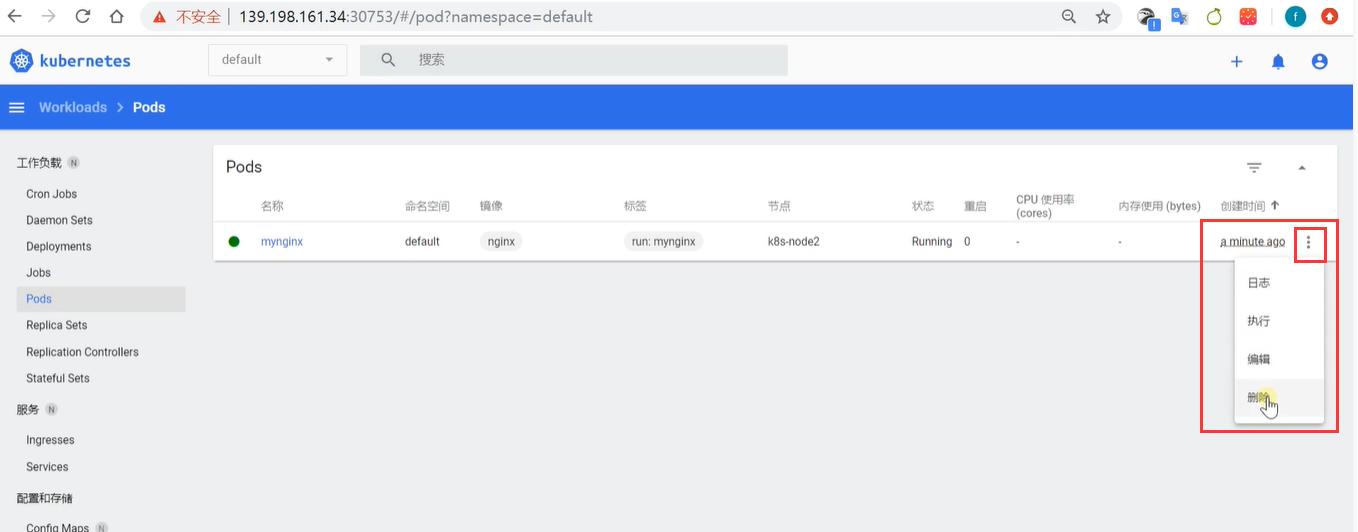 不安全 139.198.161.34:30753/#/pod?namespace=default
f
kubernetes default 搜索
Workloads > Pods
工作负载 N
Cron Jobs
Daemon Sets
Deployments
Jobs
Pods
Replica Sets
Replication Controllers
Stateful Sets
服务 N
Ingresses
Services
配置和存储
Config Maps N
Pods
名称 命名空间 镜像 标签 节点 状态 重启 CPU 使用率 (cores) 内存使用 (bytes) 创建时间
mynginx default nginx run: mynginx k8s-node2 Running 0 - - a minute ago
日志
执行
编辑
删除